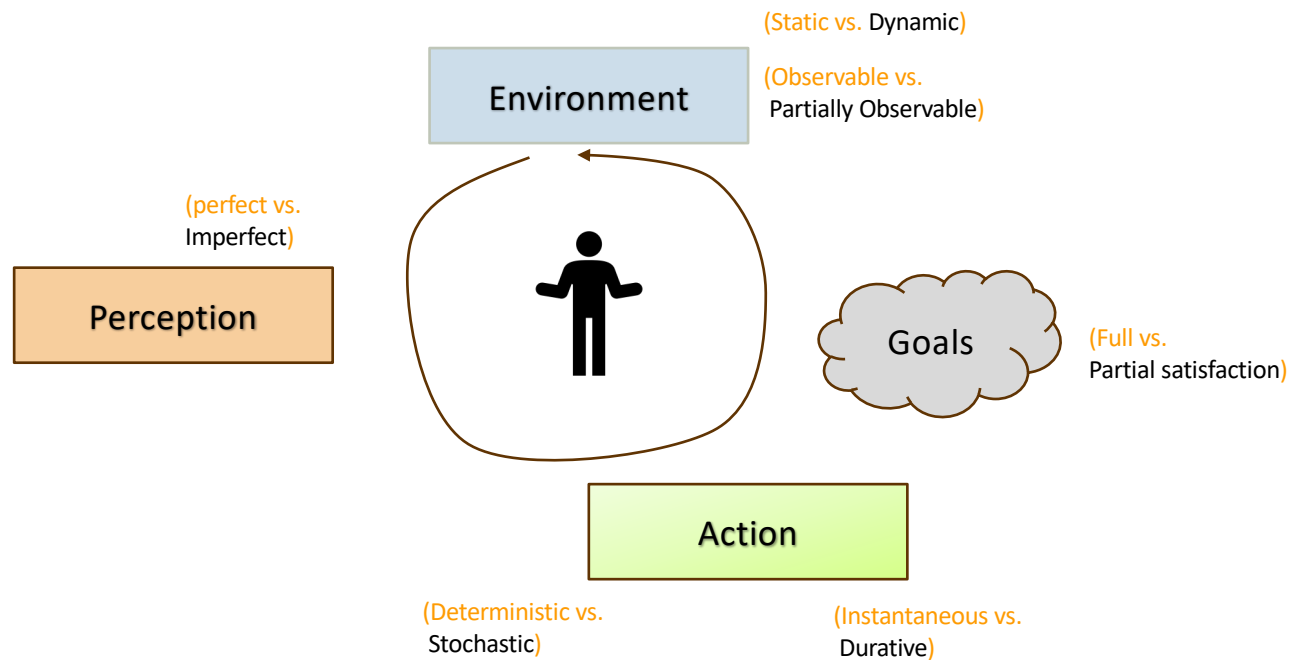 (Static vs. Dynamic)
Environment
(Observable vs.
Partially Observable)
(perfect vs.
Imperfect)
Perception
Goals
(Full vs.
Partial satisfaction)
Action
(Deterministic vs.
Stochastic)
(Instantaneous vs.
Durative)